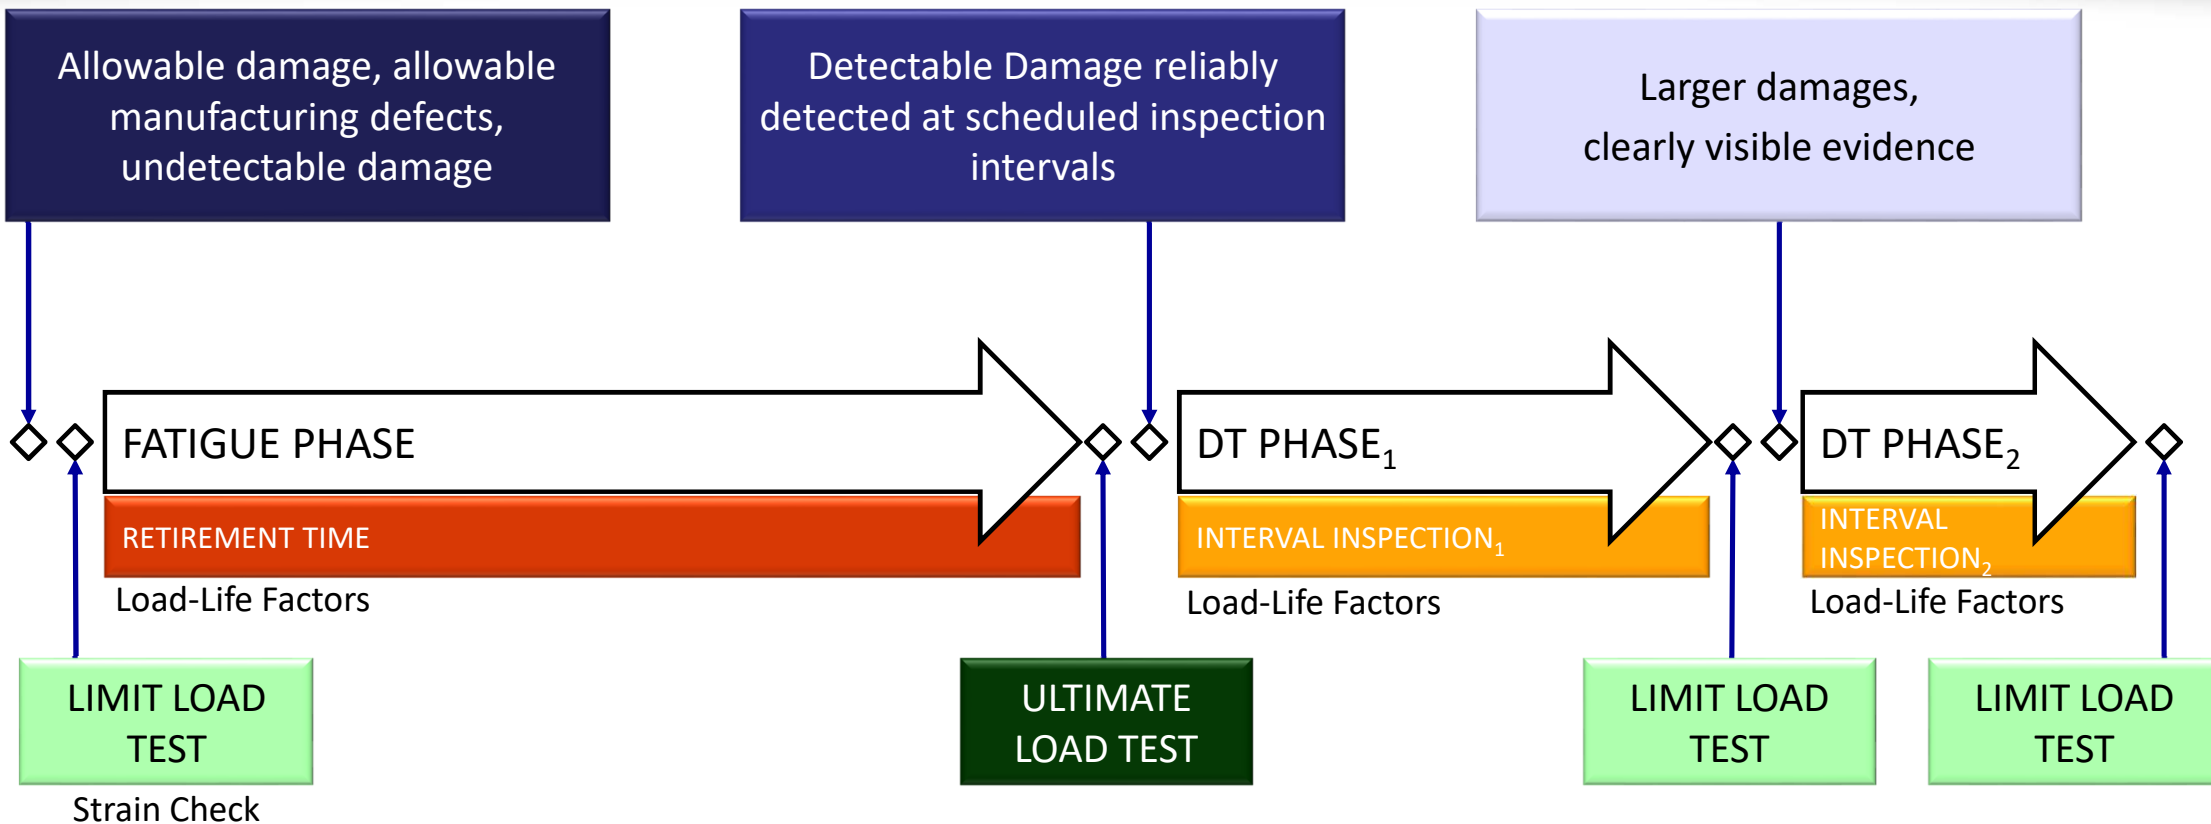 Allowable damage, allowable
manufacturing defects,
undetectable damage
Detectable Damage reliably
detected at scheduled inspection
intervals
Larger damages,
clearly visible evidence
FATIGUE PHASE
DT PHASE₁
DT PHASE₂
RETIREMENT TIME
INTERVAL INSPECTION₁
INTERVAL
INSPECTION₂
Load-Life Factors
Load-Life Factors
Load-Life Factors
LIMIT LOAD
TEST
Strain Check
ULTIMATE
LOAD TEST
LIMIT LOAD
TEST
LIMIT LOAD
TEST